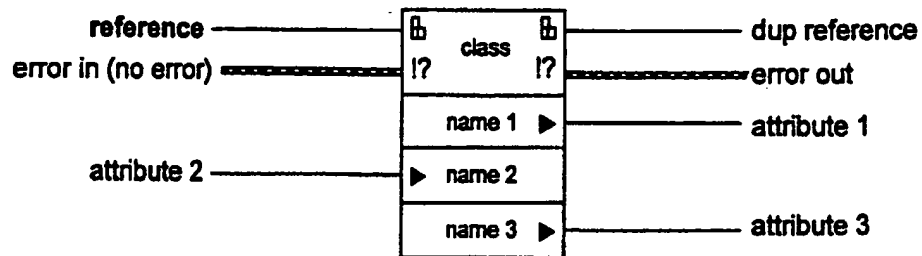 reference
class
dup reference
error in (no error)
!?
!?
error out
name 1
attribute 1
attribute 2
name 2
name 3
attribute 3